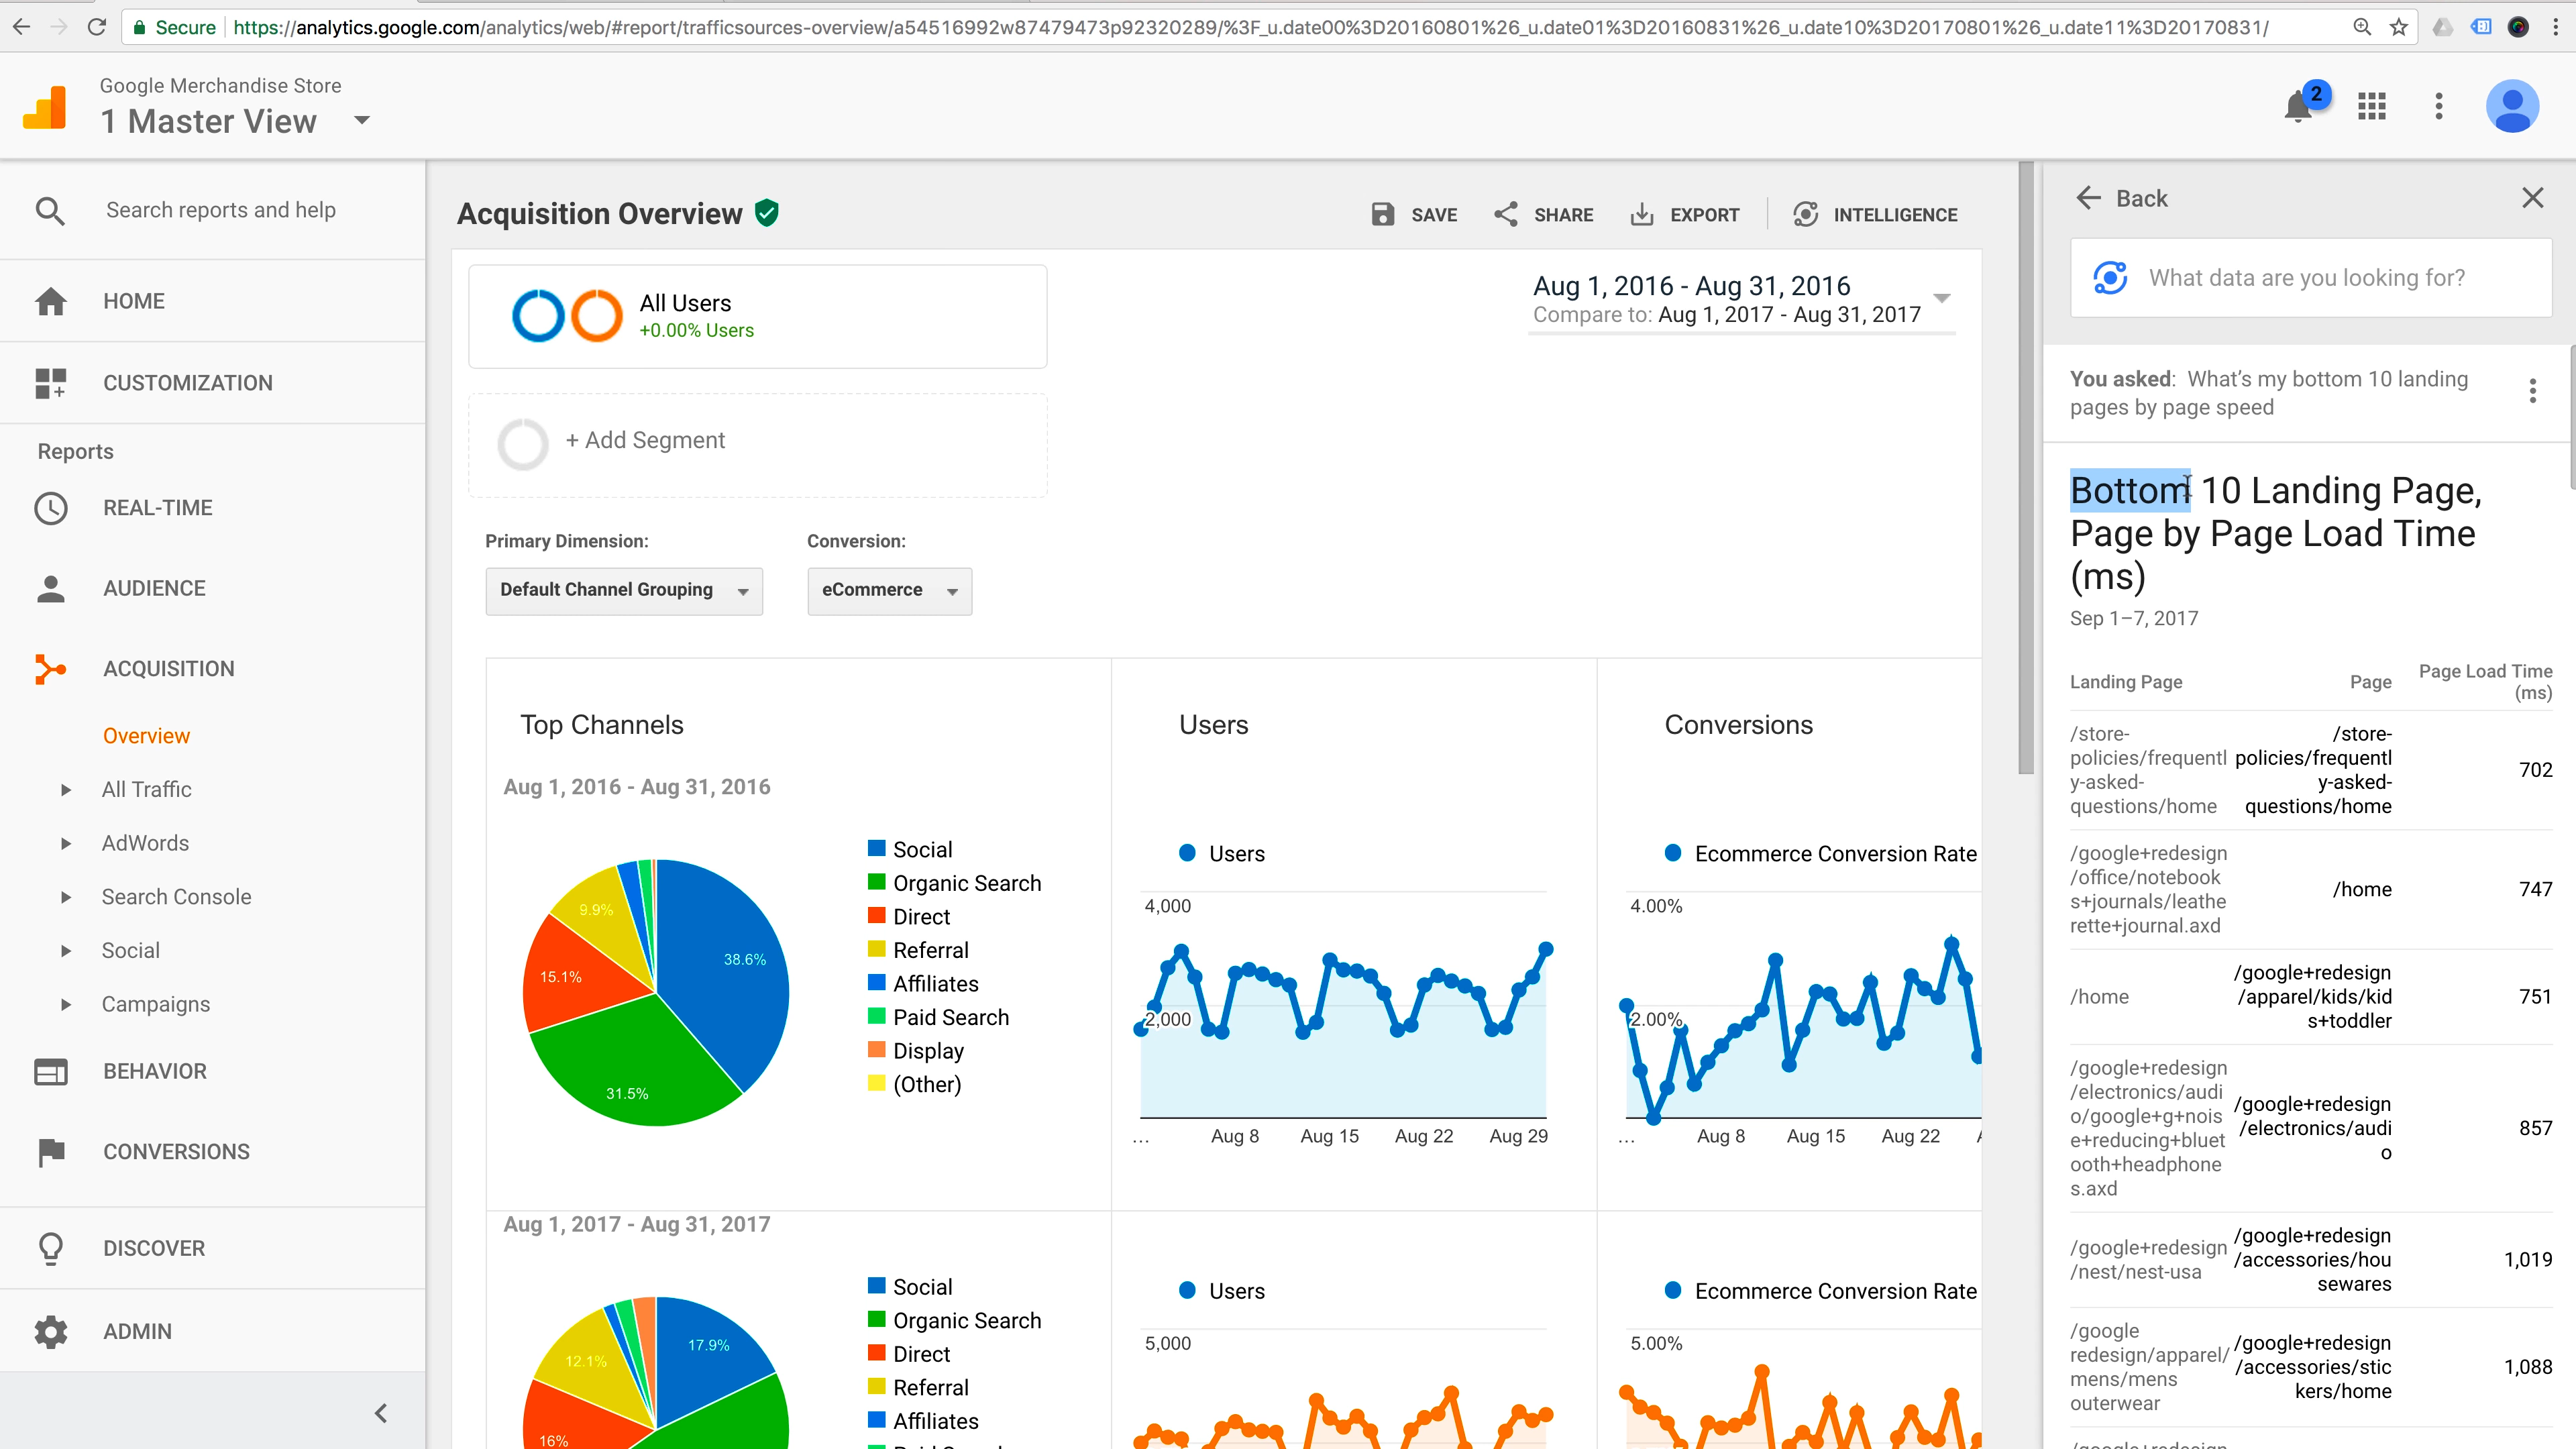 Secure
https://analytics.google.com/analytics/web/#report/trafficsources-overview/a54516992w87479473p92320289/%3F_u.date00%3D20160801%26_u.date01%3D20160831%26_u.date10%3D20170801%26_u.date11%3D20170831/
Google Merchandise Store
1 Master View
2
Search reports and help
HOME
CUSTOMIZATION
Reports
REAL-TIME
AUDIENCE
ACQUISITION
Overview
All Traffic
AdWords
Search Console
Social
Campaigns
BEHAVIOR
CONVERSIONS
DISCOVER
ADMIN
Acquisition Overview
SAVE
SHARE
EXPORT
INTELLIGENCE
All Users
+0.00% Users
Aug 1, 2016 - Aug 31, 2016
Compare to: Aug 1, 2017 - Aug 31, 2017
+ Add Segment
Primary Dimension:
Conversion:
Default Channel Grouping
eCommerce
Top Channels
Users
Conversions
Aug 1, 2016 - Aug 31, 2016
38.6%
31.5%
15.1%
9.9%
Social
Organic Search
Direct
Referral
Affiliates
Paid Search
Display
(Other)
Users
4,000
2,000
...
Aug 8
Aug 15
Aug 22
Aug 29
Ecommerce Conversion Rate
4.00%
2.00%
...
Aug 8
Aug 15
Aug 22
Aug 1, 2017 - Aug 31, 2017
17.9%
12.1%
16%
Social
Organic Search
Direct
Referral
Affiliates
Users
5,000
Ecommerce Conversion Rate
5.00%
Back
What data are you looking for?
You asked: What's my bottom 10 landing
pages by page speed
Bottom 10 Landing Page,
Page by Page Load Time
(ms)
Sep 1–7, 2017
Landing Page
Page
Page Load Time
(ms)
/store-
policies/frequentl
y-asked-
questions/home
/store-
policies/frequentl
y-asked-
questions/home
702
/google+redesign
/office/notebook
s+journals/leathe
rette+journal.axd
/home
747
/home
/google+redesign
/apparel/kids/kid
s+toddler
751
/google+redesign
/electronics/audi
o/google+g+nois
e+reducing+bluet
ooth+headphone
s.axd
/google+redesign
/electronics/audi
o
857
/google+redesign
/nest/nest-usa
/google+redesign
/accessories/hou
sewares
1,019
/google
redesign/apparel/
mens/mens
outerwear
/google+redesign
/accessories/stic
kers/home
1,088